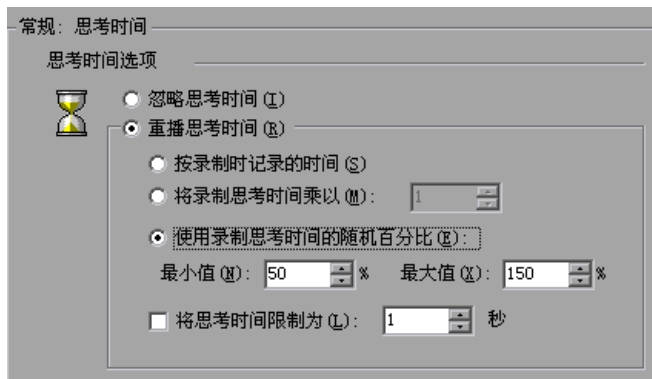 常规: 思考时间
思考时间选项
忽略思考时间(I)
重播思考时间(R)
按录制时记录的时间(S)
将录制思考时间乘以(M): 1
使用录制思考时间的随机百分比(E):
最小值(N): 50 % 最大值(X): 150 %
将思考时间限制为(L): 1 秒